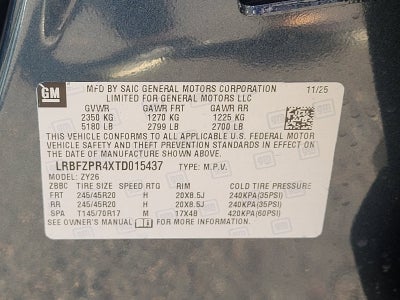 GM
MFD BY SAIC GENERAL MOTORS CORPORATION 11/25
LIMITED FOR GENERAL MOTORS LLC
GVWR GAWR FRT GAWR RR
2350 KG 1270 KG 1225 KG
5180 LB 2799 LB 2700 LB
THIS VEHICLE CONFORMS TO ALL APPLICABLE U.S. FEDERAL MOTOR
VEHICLE SAFETY AND THEFT PREVENTION STANDARDS IN EFFECT ON
THE DATE OF MANUFACTURE SHOWN ABOVE.
LRBFZPR4XTD015437 TYPE: M.P.V.
MODEL: ZY26
ZBBC TIRE SIZE SPEED RTG RIM COLD TIRE PRESSURE
FRT 245/45R20 H 20X8.5J 240KPA(35PSI)
RR 245/45R20 H 20X8.5J 240KPA(35PSI)
SPA T145/70R17 M 17X4B 420KPA(60PSI)
SEE OWNER'S MANUAL FOR MORE INFORMATION